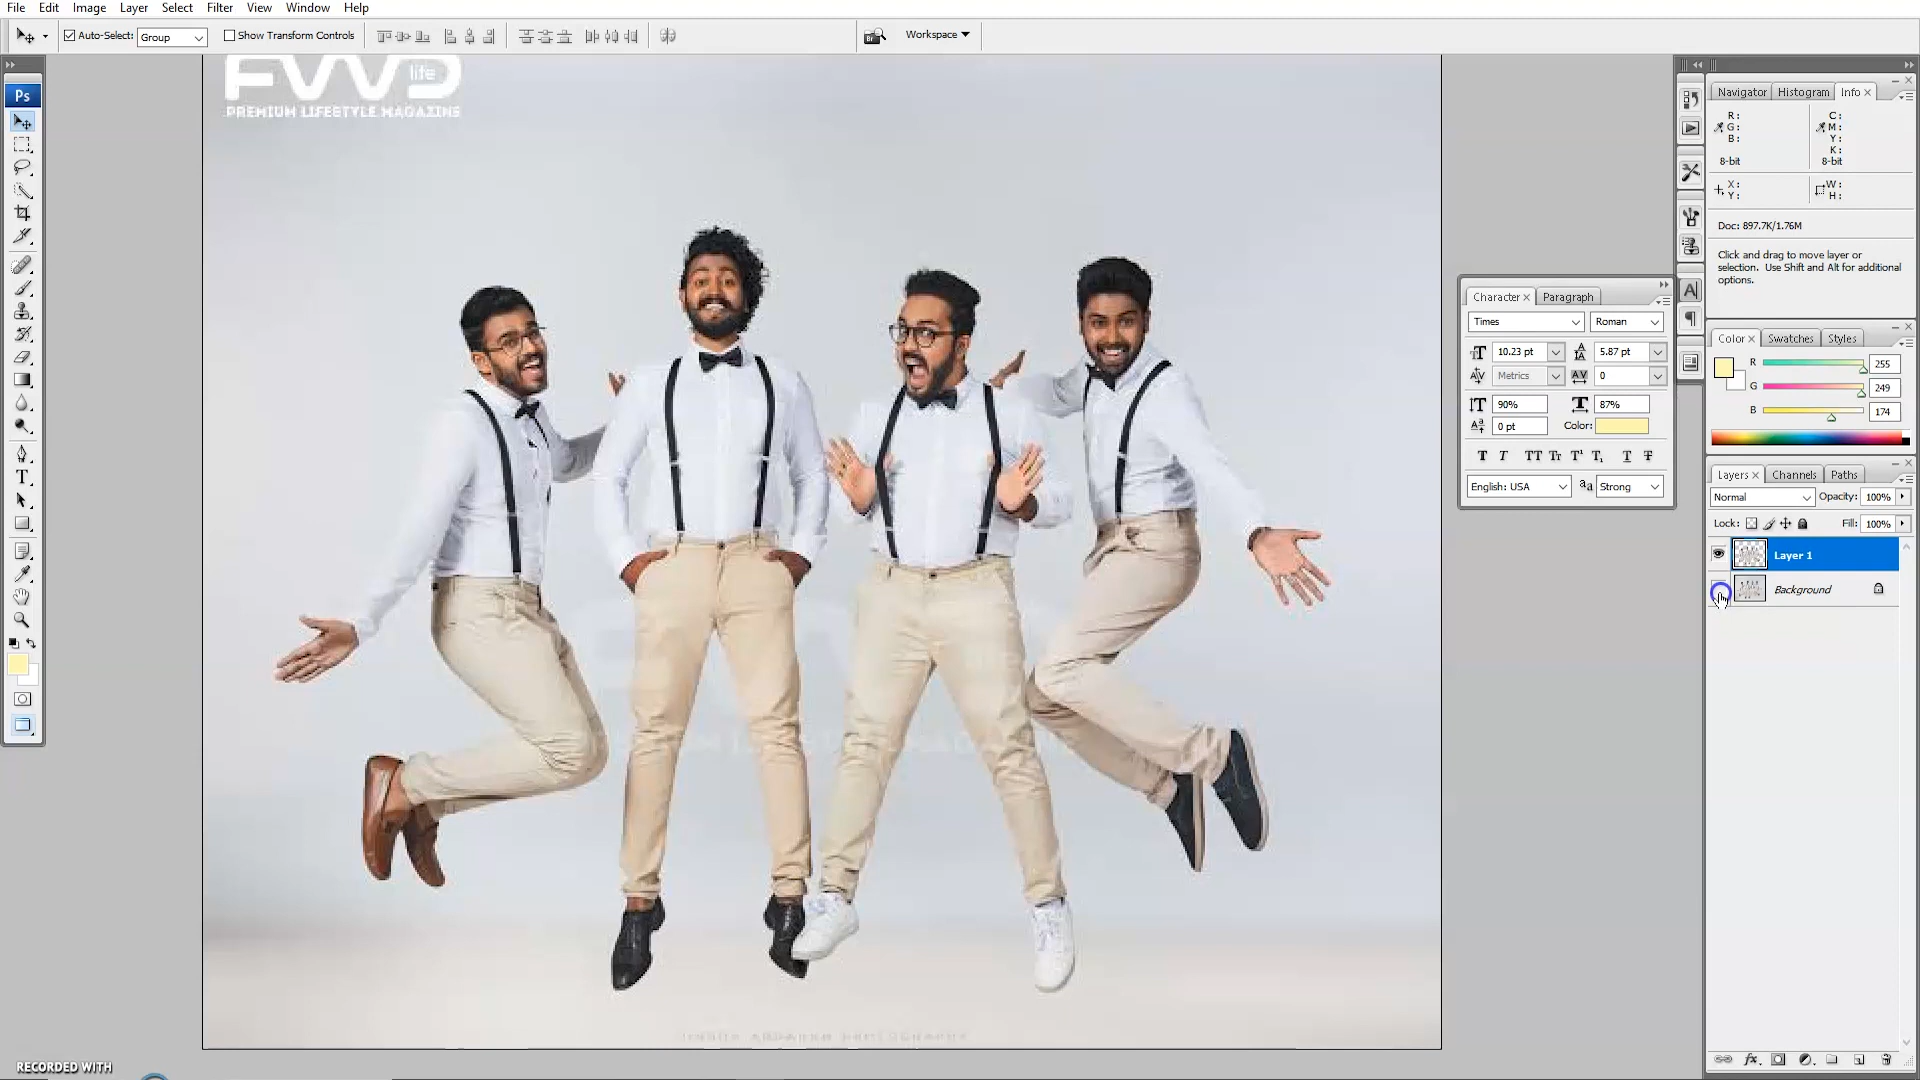 File Edit Image Layer Select Filter View Window Help
Auto-Select: Group Show Transform Controls Workspace
Ps
FWD life
PREMIUM LIFESTYLE MAGAZINE
Navigator Histogram Info
R: C:
G: M:
B: Y:
K:
8-bit 8-bit
X: W:
Y: H:
Doc: 897.7K/1.76M
Click and drag to move layer or
selection. Use Shift and Alt for additional
options.
Character Paragraph
Times Roman
10.23 pt 5.87 pt
Metrics 0
90% 87%
0 pt Color:
T T TT Tr T¹ T, T T
English: USA aa Strong
Color Swatches Styles
R 255
G 249
B 174
Layers Channels Paths
Normal Opacity: 100%
Lock: Fill: 100%
Layer 1
Background
RECORDED WITH